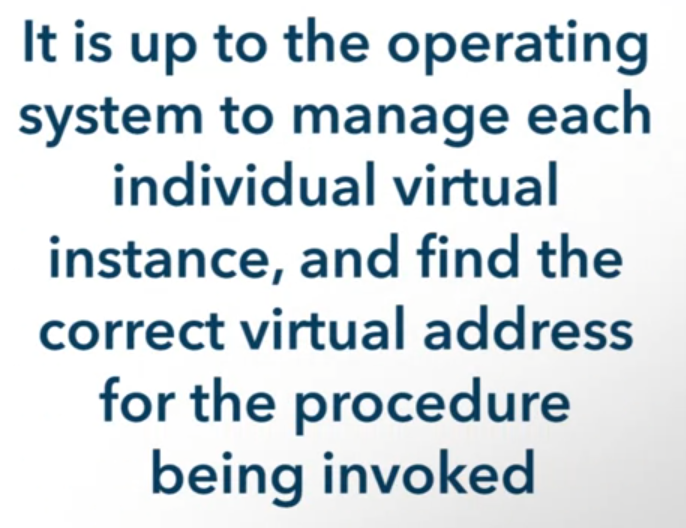 It is up to the operating
system to manage each
individual virtual
instance, and find the
correct virtual address
for the procedure
being invoked